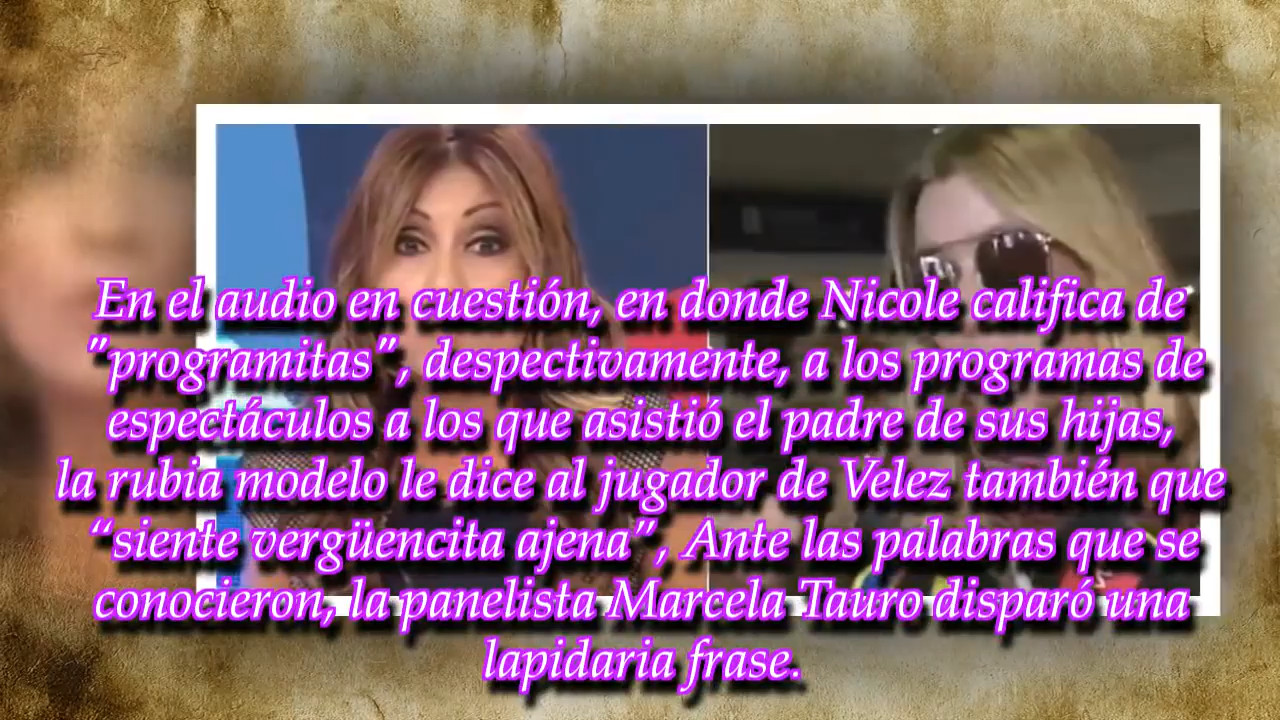 En el audio en cuestión, en donde Nicole califica de
"programitas", despectivamente, a los programas de
espectáculos a los que asistió el padre de sus hijas,
la rubia modelo le dice al jugador de Velez también que
“siente vergüencita ajena”, Ante las palabras que se
conocieron, la panelista Marcela Tauro disparó una
lapidaria frase.